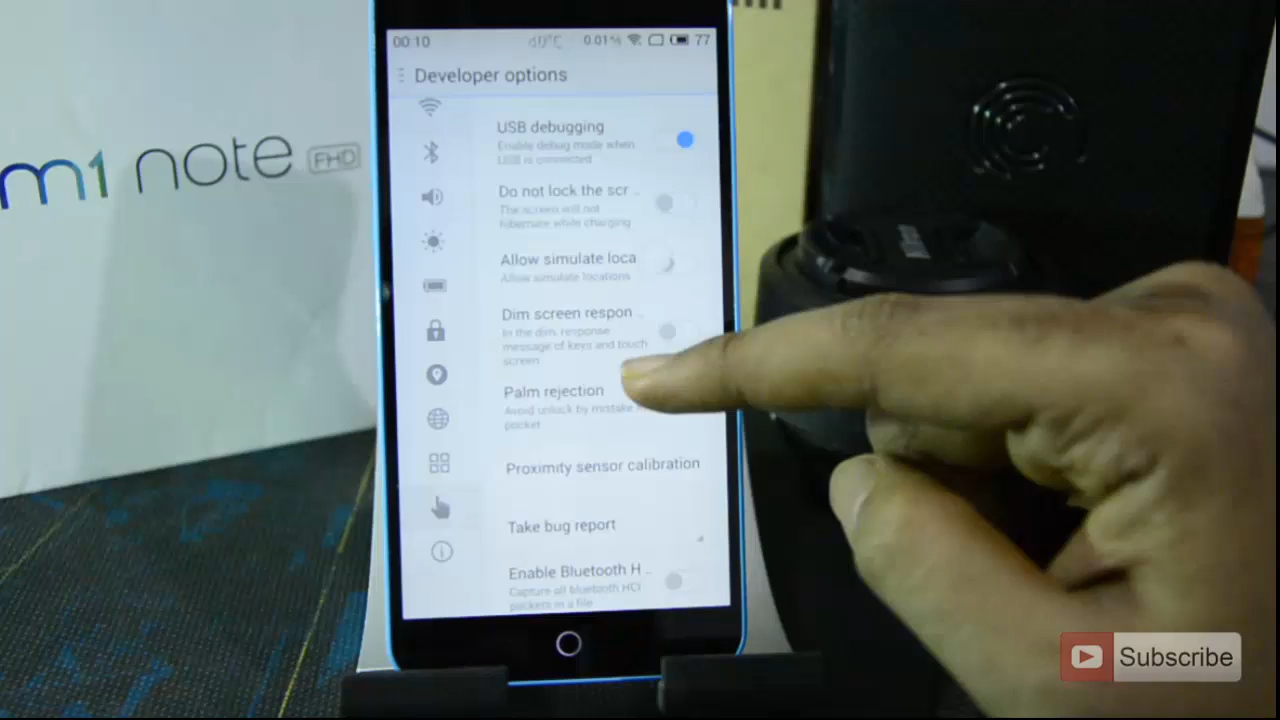 m1 note FHD
00:10 40°C 0.01% 77
Developer options
USB debugging
Enable debug mode when
USB is connected
Do not lock the scr ..
The screen will not
hibernate while charging
Allow simulate loca
Allow simulate locations
Dim screen respon ..
In the dim, response
message of keys and touch
screen
Palm rejection
Avoid unlock by mistake
pocket
Proximity sensor calibration
Take bug report
Enable Bluetooth H ..
Capture all bluetooth HCI
packets in a file
Subscribe